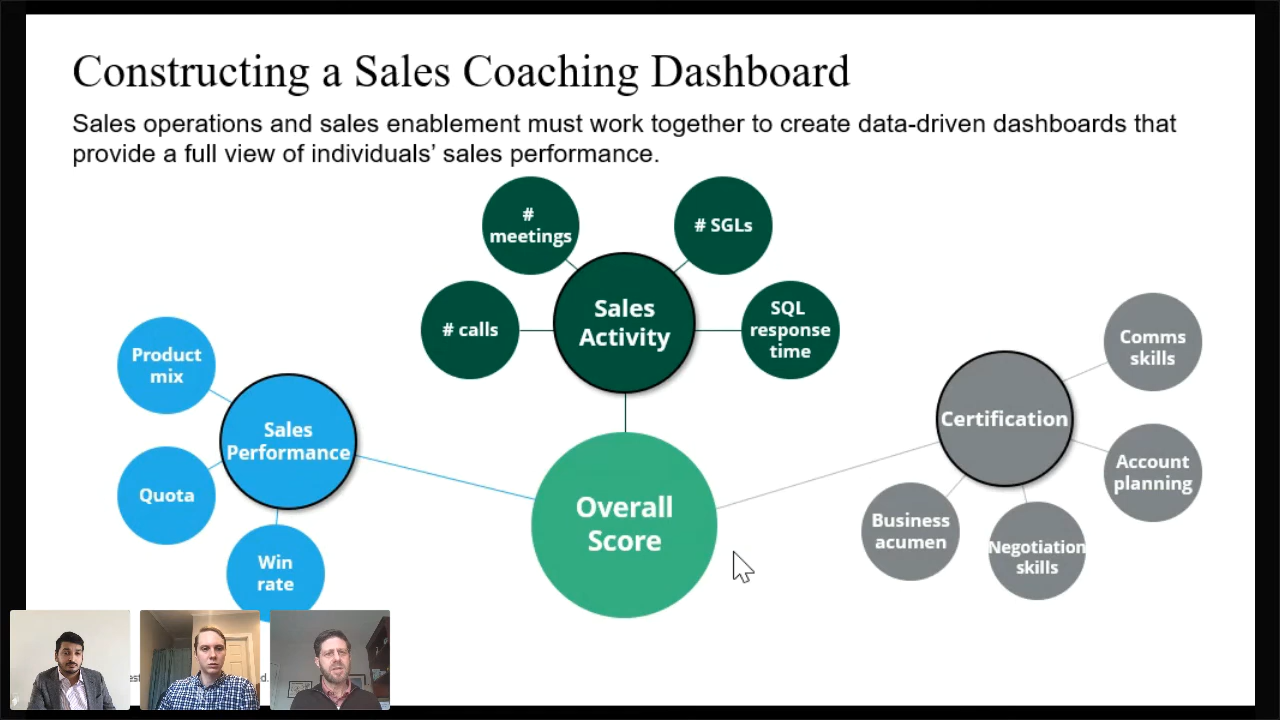 Constructing a Sales Coaching Dashboard
Sales operations and sales enablement must work together to create data-driven dashboards that
provide a full view of individuals’ sales performance.
#
meetings
# SGLs
# calls
Sales
Activity
SQL
response
time
Product
mix
Sales
Performance
Quota
Win
rate
Overall
Score
Certification
Comms
skills
Account
planning
Business
acumen
Negotiation
skills